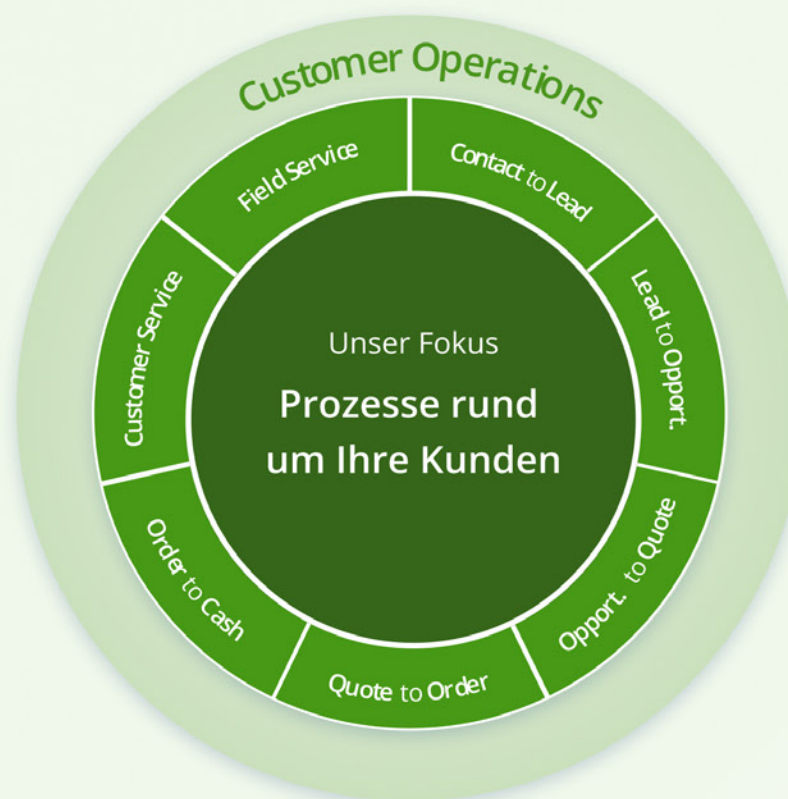 Customer Operations
Contact to Lead
Lead to Opport.
Opport. to Quote
Quote to Order
Order to Cash
Customer Service
Field Service
Unser Fokus
Prozesse rund
um Ihre Kunden